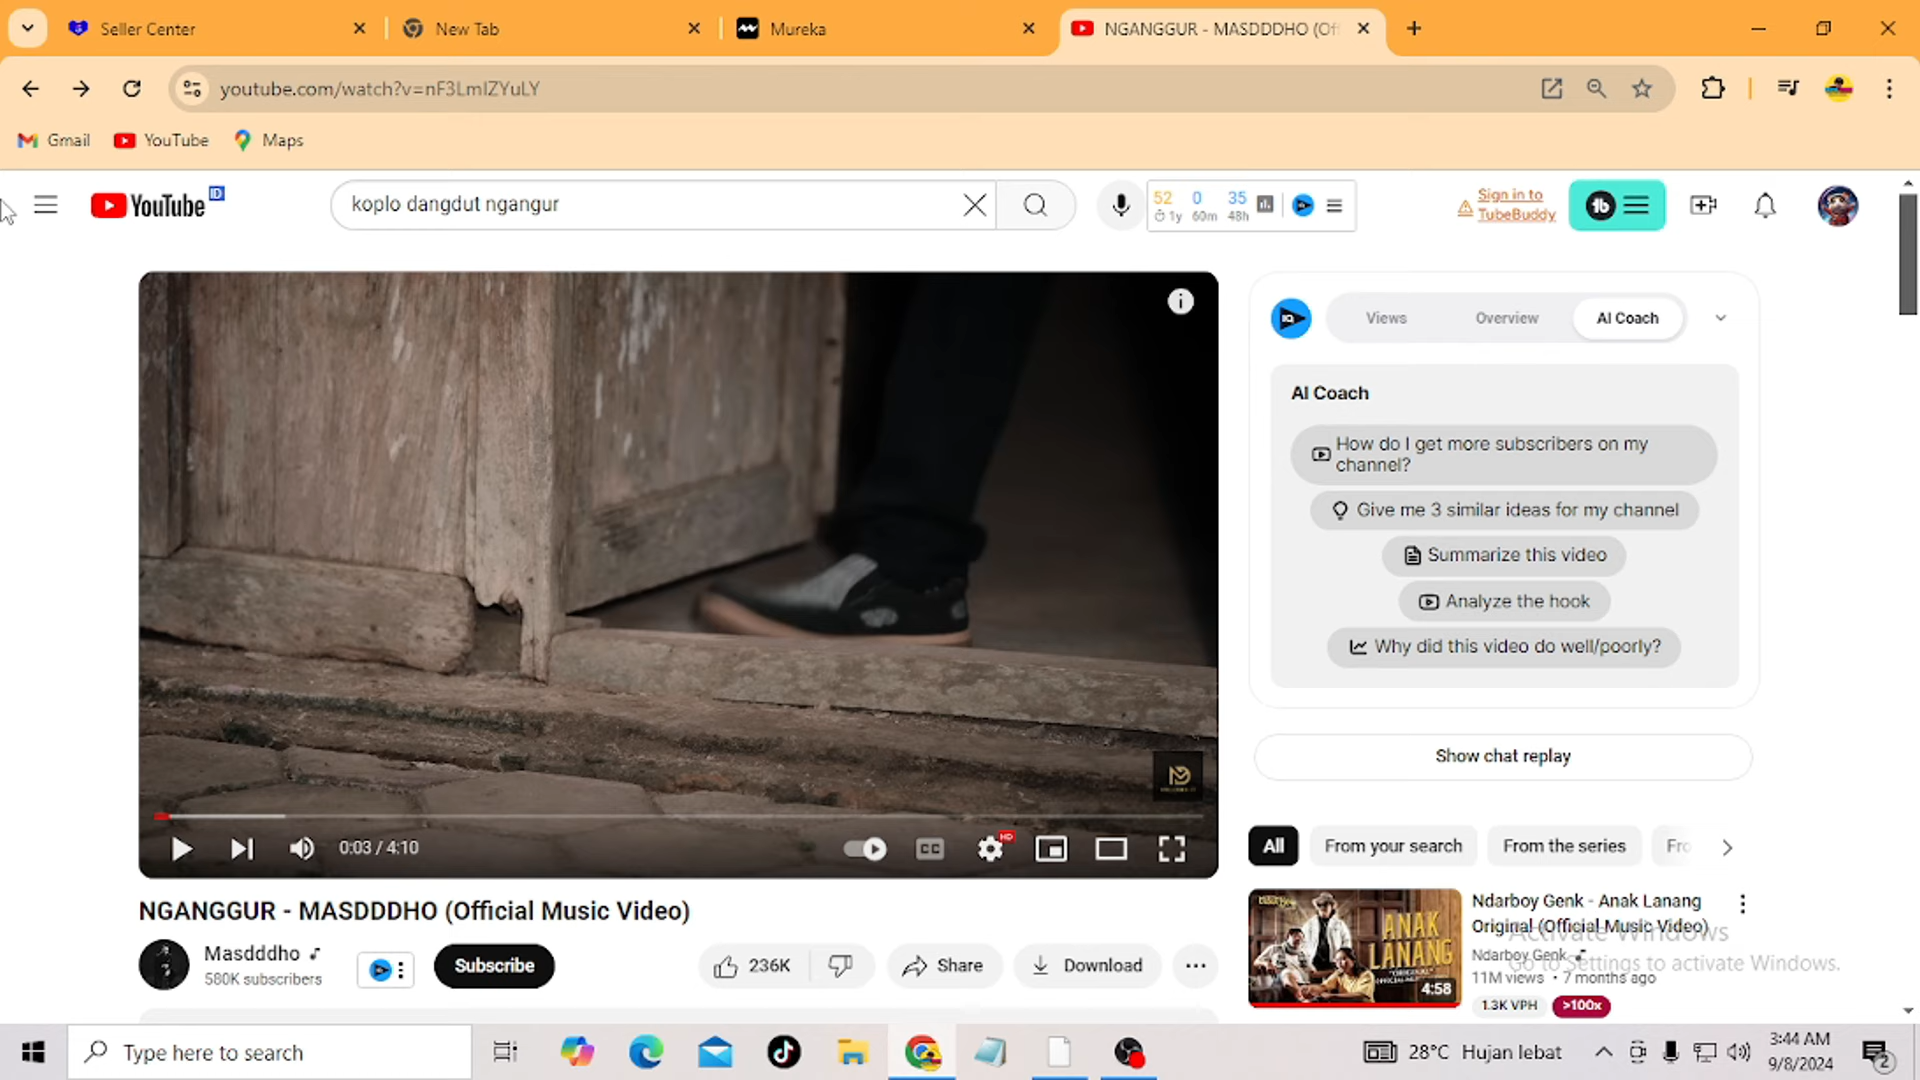 Seller Center
New Tab
Mureka
NGANGGUR - MASDDDHO (Of
youtube.com/watch?v=nF3LmIZYuLY
Gmail
YouTube
Maps
YouTube ID
koplo dangdut ngangur
52 0 35
1y 60m 48h
Sign in to
TubeBuddy
Views
Overview
AI Coach
AI Coach
How do I get more subscribers on my
channel?
Give me 3 similar ideas for my channel
Summarize this video
Analyze the hook
Why did this video do well/poorly?
Show chat replay
0:03 / 4:10
CC
HD
All
From your search
From the series
Fro
NGANGGUR - MASDDDHO (Official Music Video)
Masdddho
580K subscribers
Subscribe
236K
Share
Download
ANAK
LANANG
4:58
Ndarboy Genk - Anak Lanang
Original (Official Music Video)
Ndarboy Genk
11M views • 7 months ago
1.3K VPH
>100x
Activate Windows
Go to Settings to activate Windows.
Type here to search
28°C Hujan lebat
3:44 AM
9/8/2024
2